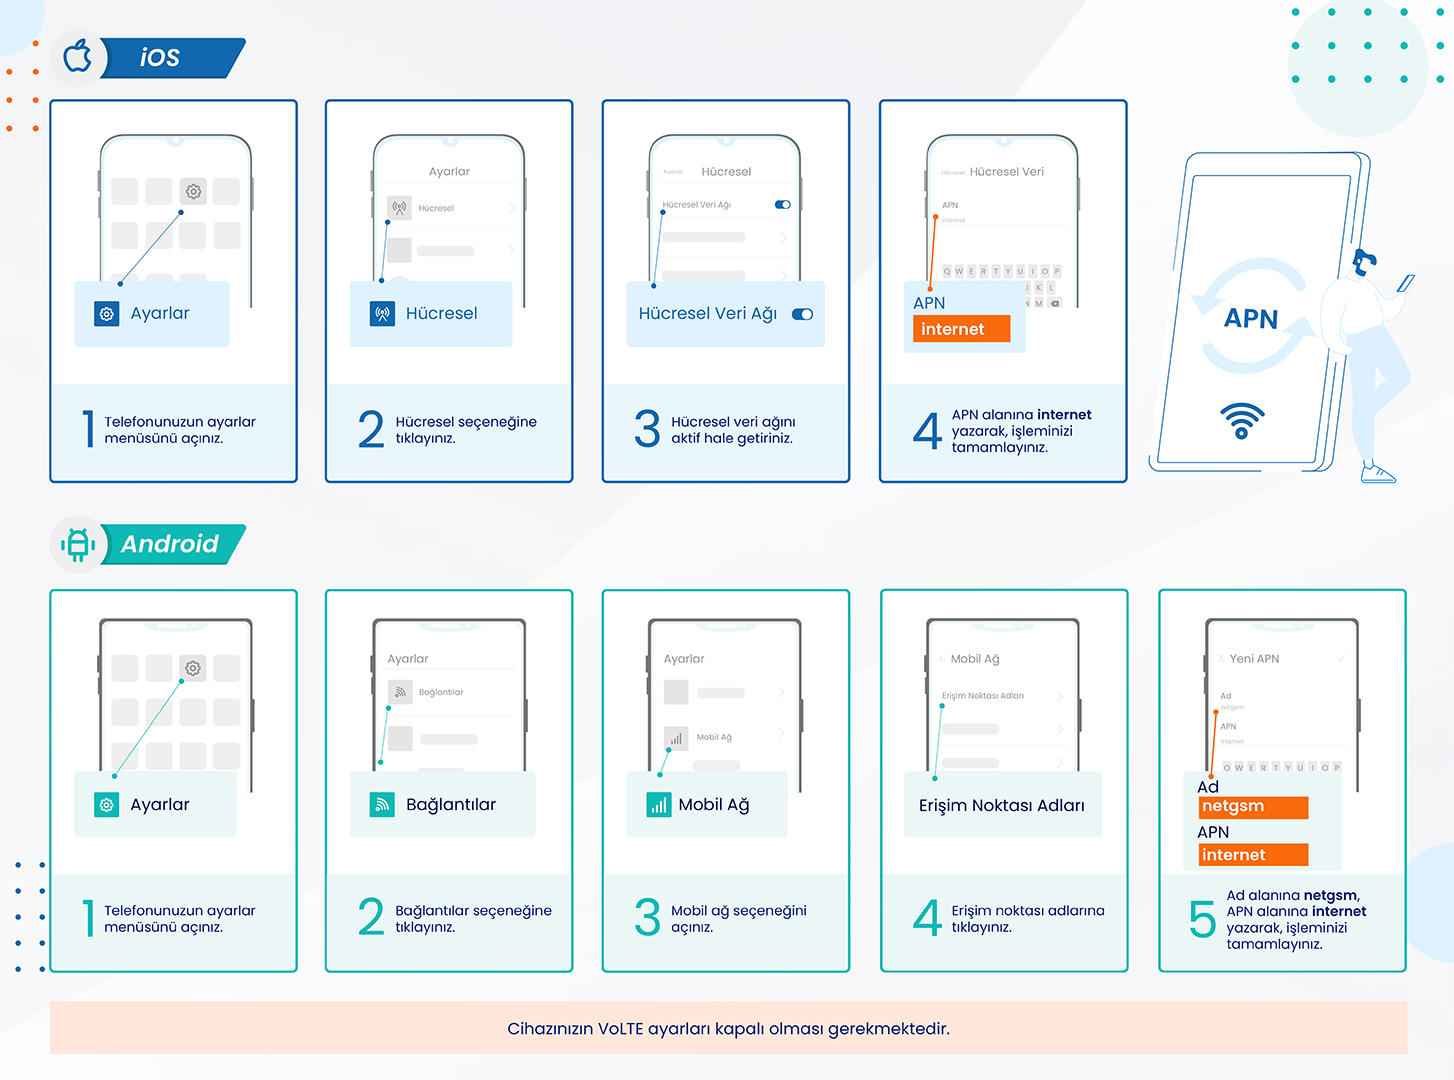 iOS
Ayarlar
1 Telefonunuzun ayarlar
menüsünü açınız.
Ayarlar
Hücresel
Hücresel
2 Hücresel seçeneğine
tıklayınız.
Ayarlar Hücresel
Hücresel Veri Ağı
Hücresel Veri Ağı
3 Hücresel veri ağını
aktif hale getiriniz.
Hücresel Hücresel Veri
APN
internet
Q W E R T Y U I O P
J K L
N M
APN
internet
4 APN alanına internet
yazarak, işleminizi
tamamlayınız.
APN
Android
Ayarlar
1 Telefonunuzun ayarlar
menüsünü açınız.
Ayarlar
Bağlantılar
Bağlantılar
2 Bağlantılar seçeneğine
tıklayınız.
Ayarlar
Mobil Ağ
Mobil Ağ
3 Mobil ağ seçeneğini
açınız.
Mobil Ağ
Erişim Noktası Adları
Erişim Noktası Adları
4 Erişim noktası adlarına
tıklayınız.
X Yeni APN
Ad
netgsm
APN
internet
Q W E R T Y U I O P
Ad
netgsm
APN
internet
5 Ad alanına netgsm,
APN alanına internet
yazarak, işleminizi
tamamlayınız.
Cihazınızın VoLTE ayarları kapalı olması gerekmektedir.